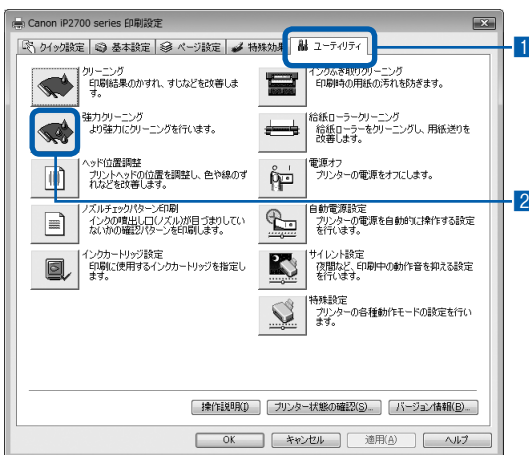 Canon iP2700 series 印刷設定
クイック設定
基本設定
ページ設定
特殊効果
ユーティリティ
1
クリーニング
印刷結果のかすれ、すじなどを改善しま
す。
強力クリーニング
より強力にクリーニングを行います。
2
ヘッド位置調整
プリントヘッドの位置を調整し、色や線のず
れなどを改善します。
ノズルチェックパターン印刷
インクの噴出し口(ノズル)が目づまりしてい
ないかの確認パターンを印刷します。
インクカートリッジ設定
印刷に使用するインクカートリッジを指定し
ます。
インクふき取りクリーニング
印刷時の用紙の汚れを防ぎます。
給紙ローラークリーニング
給紙ローラーをクリーニングし、用紙送りを
改善します。
電源オフ
プリンターの電源をオフにします。
自動電源設定
プリンターの電源を自動的に操作する設定
を行います。
サイレント設定
夜間など、印刷中の動作音を抑える設定
を行います。
特殊設定
プリンターの各種動作モードの設定を行い
ます。
操作説明(I)
プリンター状態の確認(S)...
バージョン情報(B)...
OK
キャンセル
適用(A)
ヘルプ